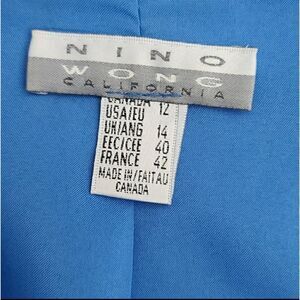 NINO
WONG
CALIFORNIA
CANADA 12
USA/EU
UK/ANG 14
EEC/CEE 40
FRANCE 42
MADE IN/FAIT AU
CANADA